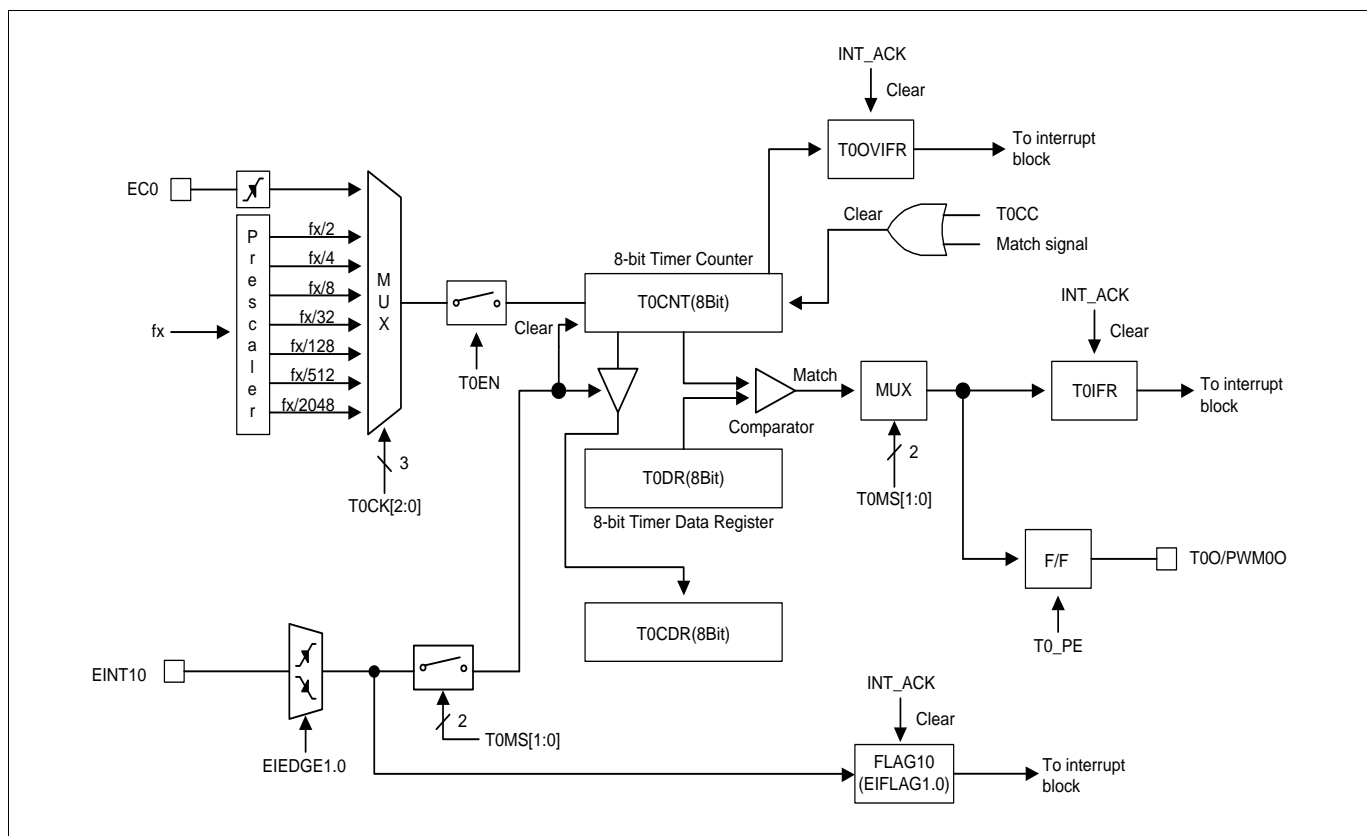 INT_ACK
Clear
T0OVIFR
To interrupt
block
EC0
Prescaler
fx/2
fx/4
fx/8
fx/32
fx/128
fx/512
fx/2048
fx
MUX
3
T0CK[2:0]
T0EN
Clear
8-bit Timer Counter
T0CNT(8Bit)
Clear
T0CC
Match signal
INT_ACK
Clear
Match
Comparator
MUX
2
T0MS[1:0]
T0IFR
To interrupt
block
T0DR(8Bit)
8-bit Timer Data Register
F/F
T0O/PWM0O
T0_PE
T0CDR(8Bit)
EINT10
EIEDGE1.0
2
T0MS[1:0]
INT_ACK
Clear
FLAG10
(EIFLAG1.0)
To interrupt
block